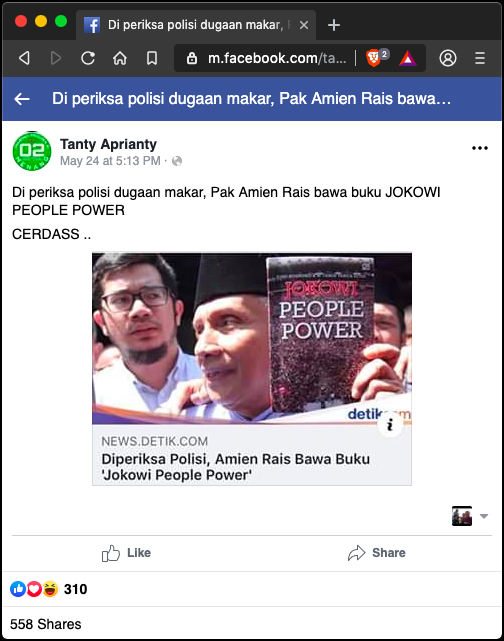 Di periksa polisi dugaan makar,
m.facebook.com/ta...
2
Di periksa polisi dugaan makar, Pak Amien Rais bawa...
02
MENANG
Tanty Aprianty
May 24 at 5:13 PM ·
Di periksa polisi dugaan makar, Pak Amien Rais bawa buku JOKOWI
PEOPLE POWER
CERDASS ..
JOKOWI
PEOPLE
POWER
detik
m
NEWS.DETIK.COM
Diperiksa Polisi, Amien Rais Bawa Buku
'Jokowi People Power'
Like
Share
310
558 Shares